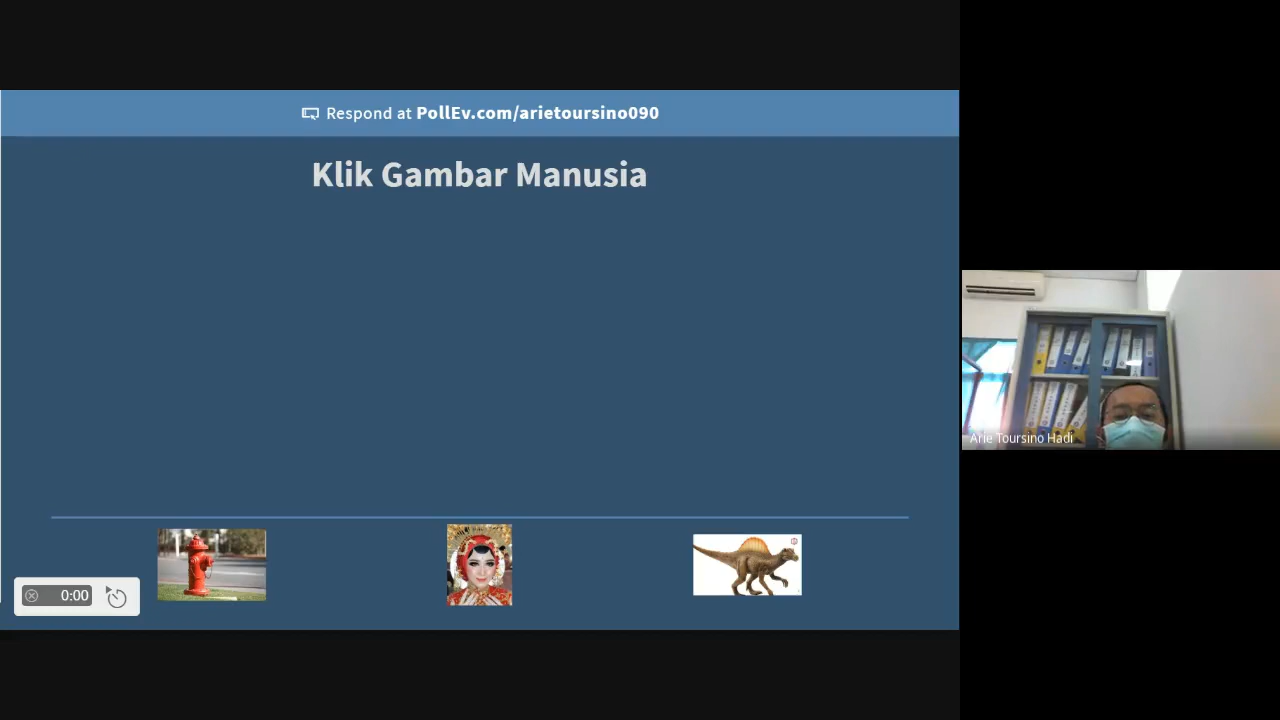 Respond at PollEv.com/arietoursino090
Klik Gambar Manusia
0:00
Arie Toursino Hadi